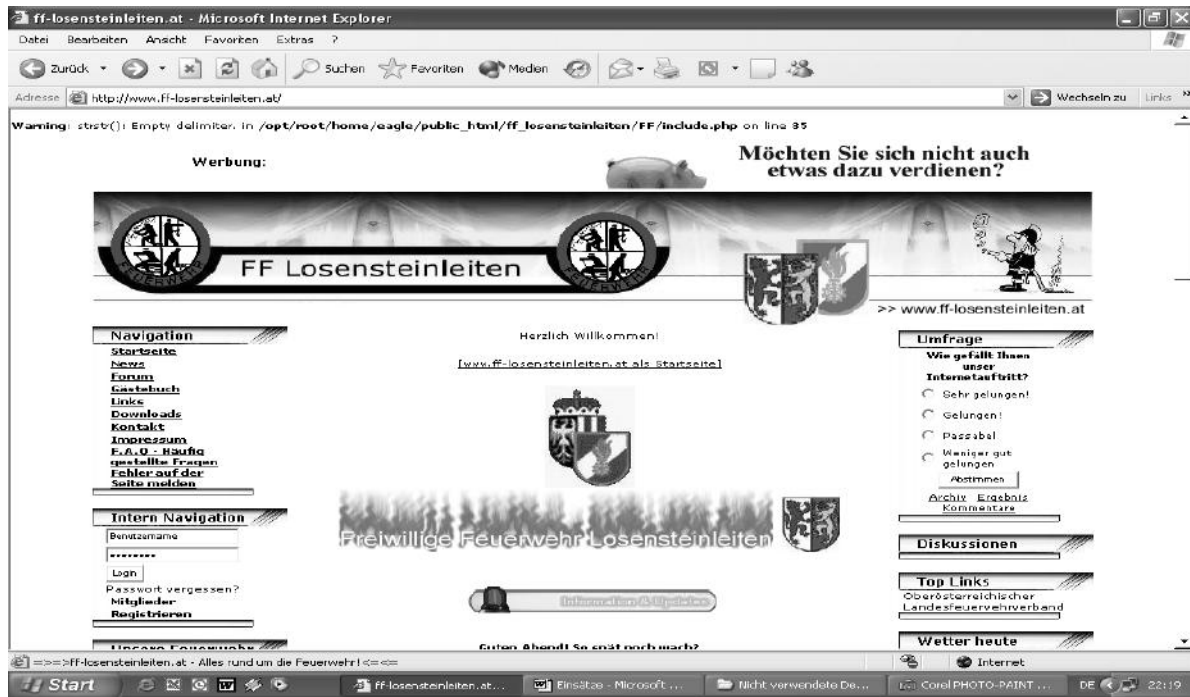 ff-losensteinleiten.at - Microsoft Internet Explorer
Datei Bearbeiten Ansicht Favoriten Extras ?
Zurück Suchen Favoriten Medien
Adresse http://www.ff-losensteinleiten.at/ Wechseln zu Links »
Warning: strstr(): Empty delimiter. in /opt/root/home/eagle/public_html/ff_losensteinleiten/FF/include.php on line 85
Werbung:
Möchten Sie sich nicht auch
etwas dazu verdienen?
FEUERWEHR
FF Losensteinleiten
FEUERWEHR
>> www.ff-losensteinleiten.at
Navigation
Startseite
News
Forum
Gästebuch
Links
Downloads
Kontakt
Impressum
F.A.Q - Häufig
gestellte Fragen
Fehler auf der
Seite melden
Intern Navigation
Benutzername
••••••••
Login
Passwort vergessen?
Mitglieder
Registrieren
Unsere Feuerwehr
Herzlich Willkommen!
[www.ff-losensteinleiten.at als Startseite]
Freiwillige Feuerwehr Losensteinleiten
Information & Updates
Guten Abend! So spät noch wach?
Umfrage
Wie gefällt Ihnen
unser
Internetauftritt?
Sehr gelungen!
Gelungen!
Passabel
Weniger gut
gelungen
Abstimmen
Archiv Ergebnis
Kommentare
Diskussionen
Top Links
Oberösterreichischer
Landesfeuerwehrverband
Wetter heute
=>=>ff-losensteinleiten.at - Alles rund um die Feuerwehr! <=<= Internet
Start ff-losensteinleiten.at... Einsätze - Microsoft ... Nicht verwendete De... Corel PHOTO-PAINT ... DE 22:19